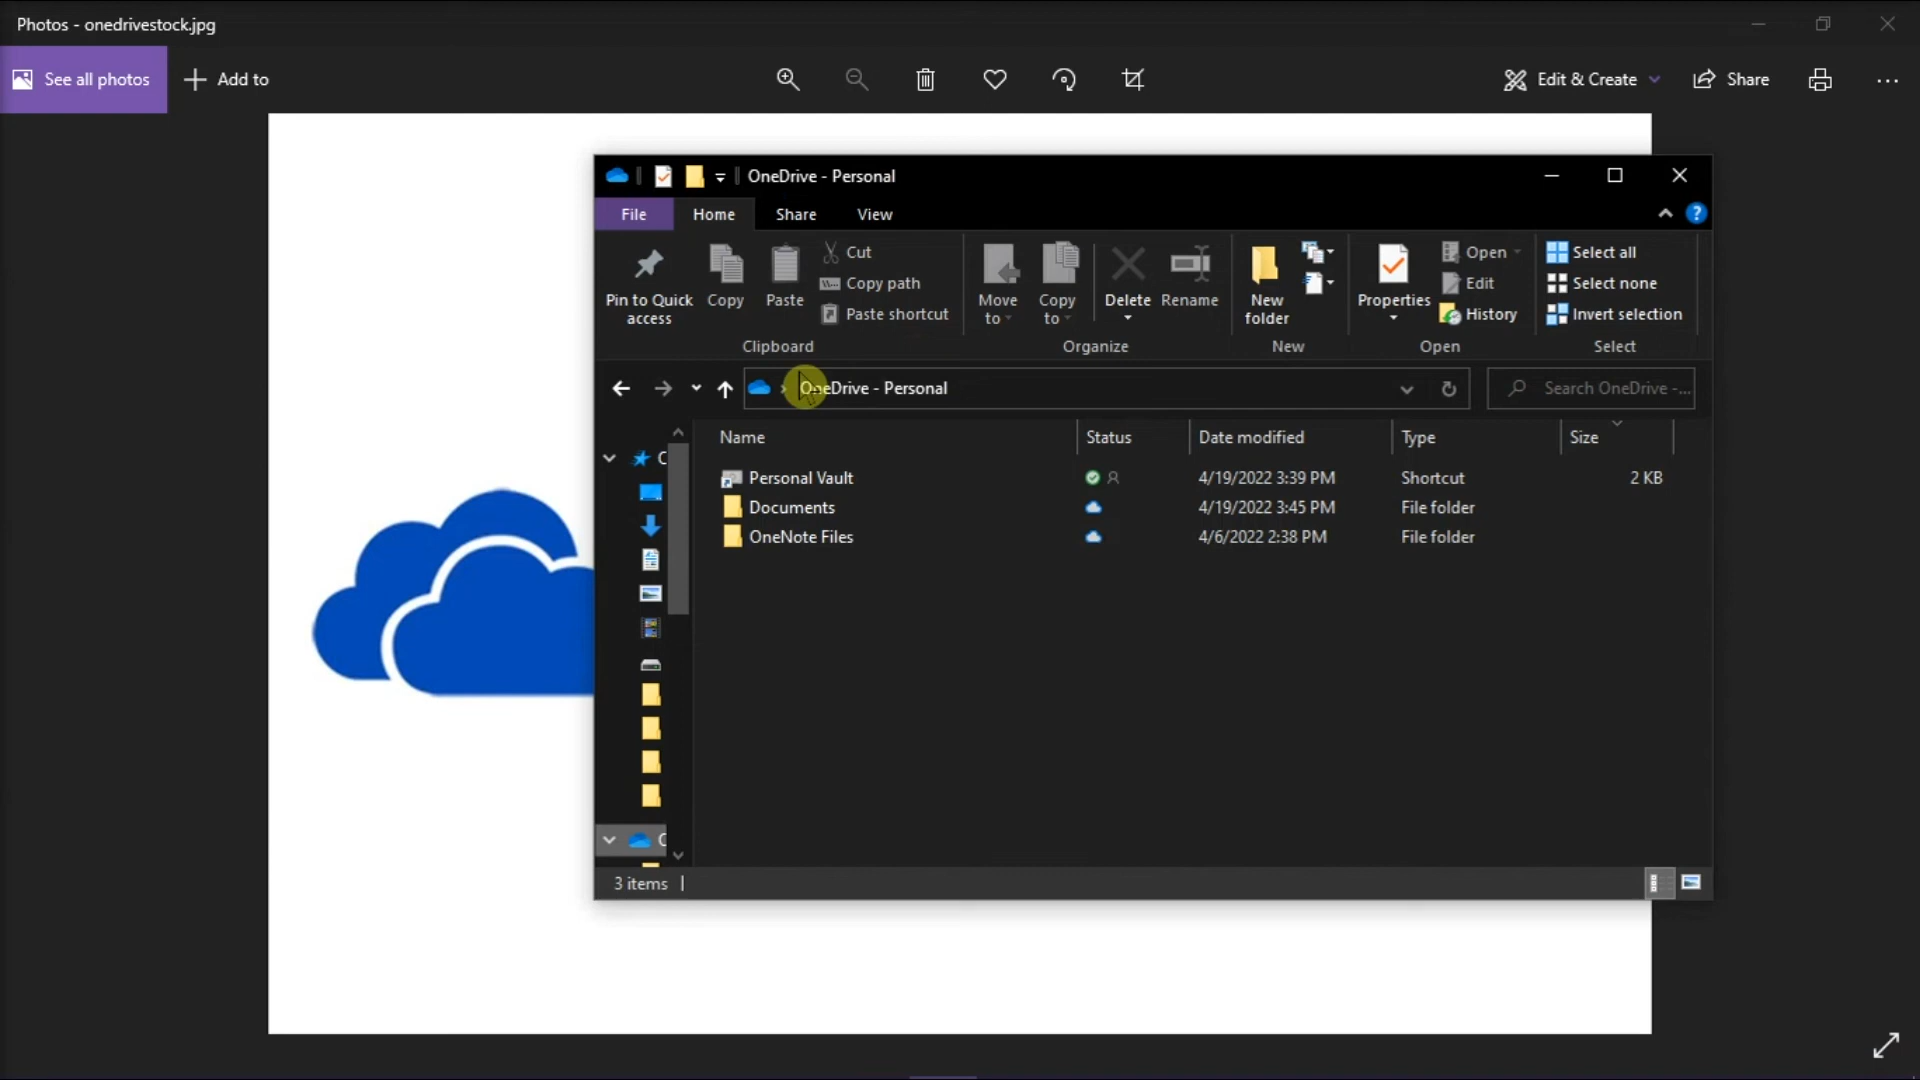 Photos - onedrivestock.jpg
See all photos
Add to
Edit & Create
Share
OneDrive - Personal
File
Home
Share
View
Pin to Quick access
Copy
Paste
Cut
Copy path
Paste shortcut
Clipboard
Move to
Copy to
Delete
Rename
Organize
New folder
New
Properties
Open
Edit
History
Open
Select all
Select none
Invert selection
Select
OneDrive - Personal
Search OneDrive -...
Name Status Date modified Type Size
Personal Vault 4/19/2022 3:39 PM Shortcut 2 KB
Documents 4/19/2022 3:45 PM File folder
OneNote Files 4/6/2022 2:38 PM File folder
3 items